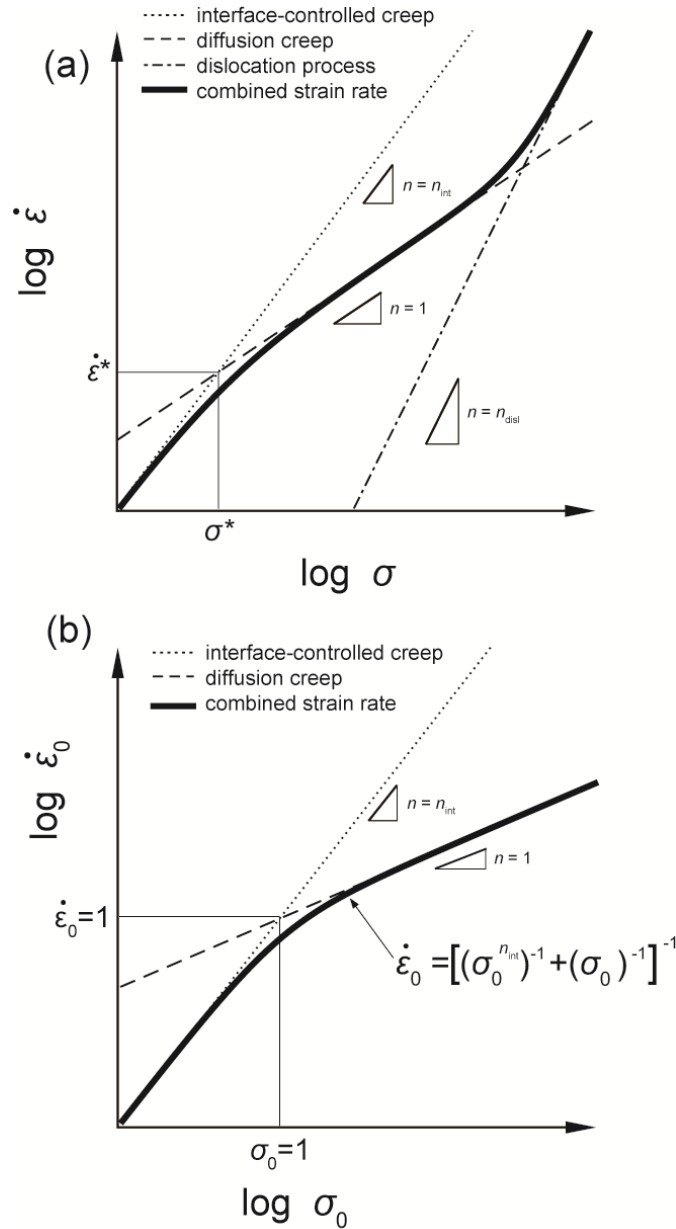 (a)
interface-controlled creep
diffusion creep
dislocation process
combined strain rate
n = n_int
n = 1
n = n_disl
ε̇*
σ*
log ε̇
log σ
(b)
interface-controlled creep
diffusion creep
combined strain rate
n = n_int
n = 1
ε̇₀=1
ε̇₀ = [(σ₀^{n_int})⁻¹ + (σ₀)⁻¹]⁻¹
σ₀=1
log ε̇₀
log σ₀